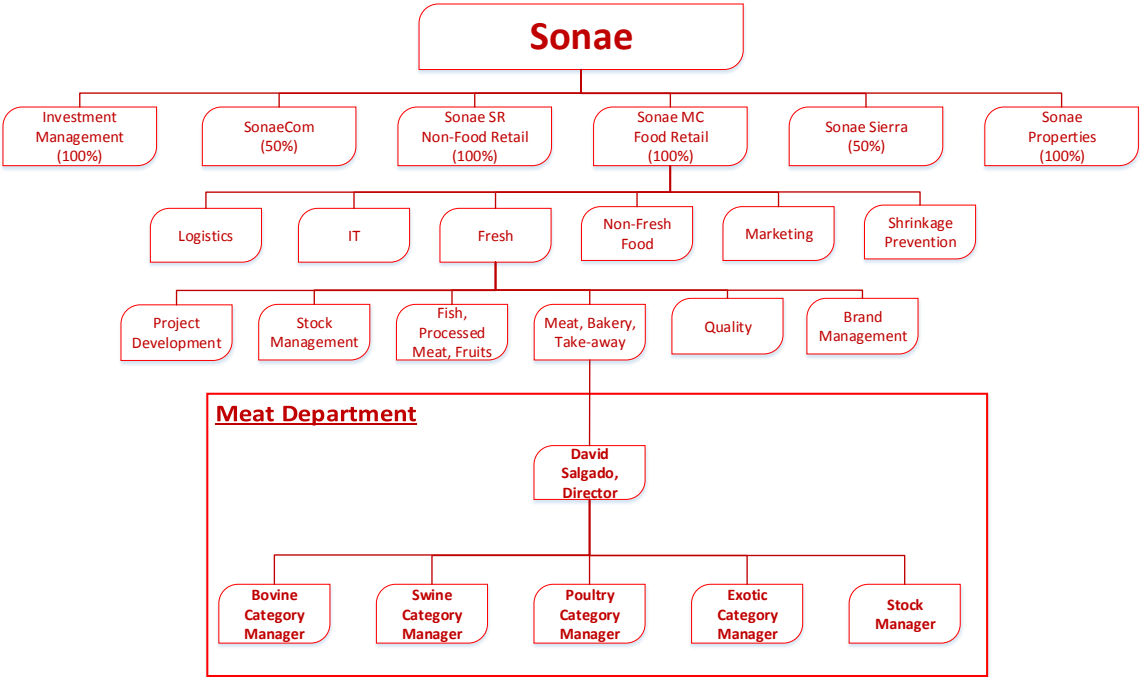 Sonae
Investment
Management
(100%)
SonaeCom
(50%)
Sonae SR
Non-Food Retail
(100%)
Sonae MC
Food Retail
(100%)
Sonae Sierra
(50%)
Sonae
Properties
(100%)
Logistics
IT
Fresh
Non-Fresh
Food
Marketing
Shrinkage
Prevention
Project
Development
Stock
Management
Fish,
Processed
Meat, Fruits
Meat, Bakery,
Take-away
Quality
Brand
Management
Meat Department
David
Salgado,
Director
Bovine
Category
Manager
Swine
Category
Manager
Poultry
Category
Manager
Exotic
Category
Manager
Stock
Manager